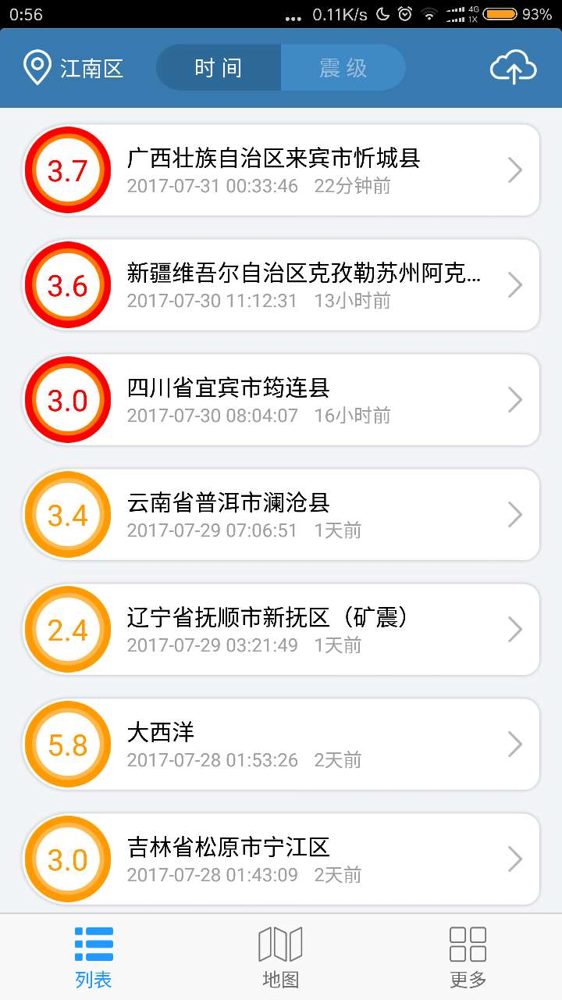 0:56
... 0.11K/s 4G 1X 93%
江南区 时间 震级
3.7
广西壮族自治区来宾市忻城县
2017-07-31 00:33:46 22分钟前
3.6
新疆维吾尔自治区克孜勒苏州阿克...
2017-07-30 11:12:31 13小时前
3.0
四川省宜宾市筠连县
2017-07-30 08:04:07 16小时前
3.4
云南省普洱市澜沧县
2017-07-29 07:06:51 1天前
2.4
辽宁省抚顺市新抚区（矿震）
2017-07-29 03:21:49 1天前
5.8
大西洋
2017-07-28 01:53:26 2天前
3.0
吉林省松原市宁江区
2017-07-28 01:43:09 2天前
列表 地图 更多